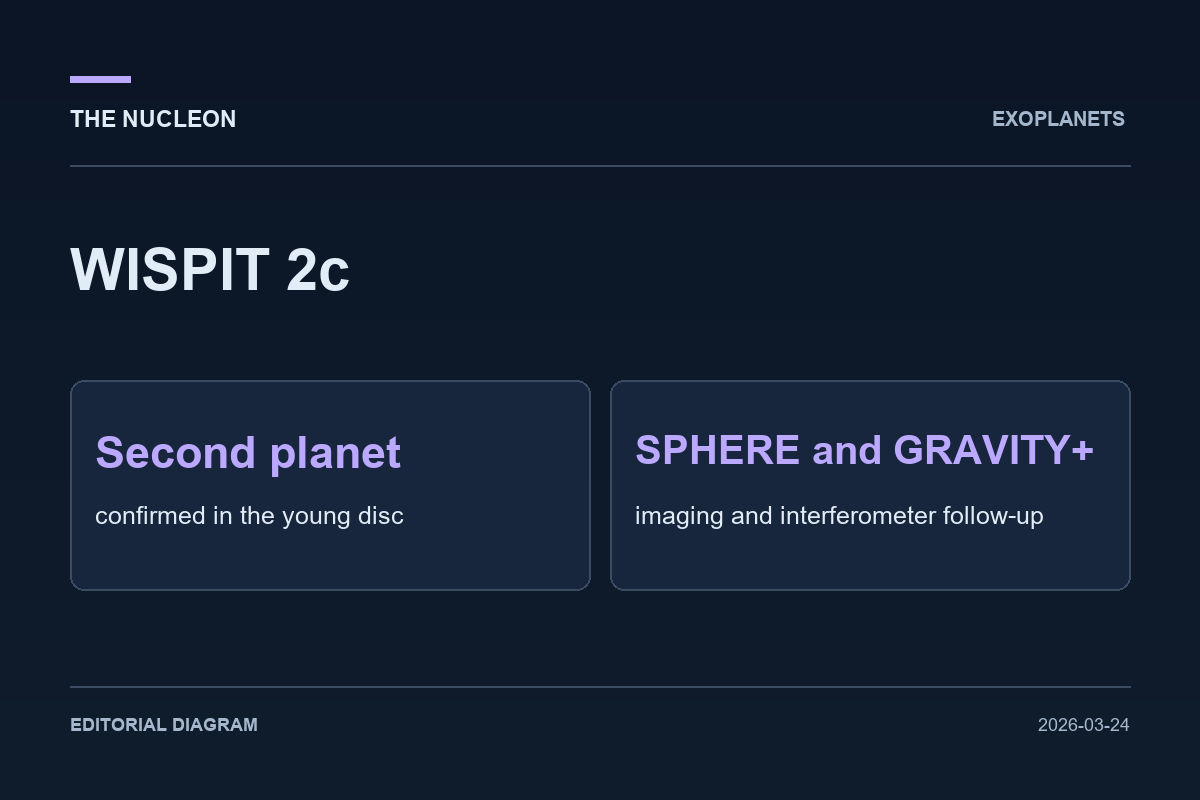 THE NUCLEON
EXOPLANETS
WISPIT 2c
Second planet
confirmed in the young disc
SPHERE and GRAVITY+
imaging and interferometer follow-up
EDITORIAL DIAGRAM
2026-03-24